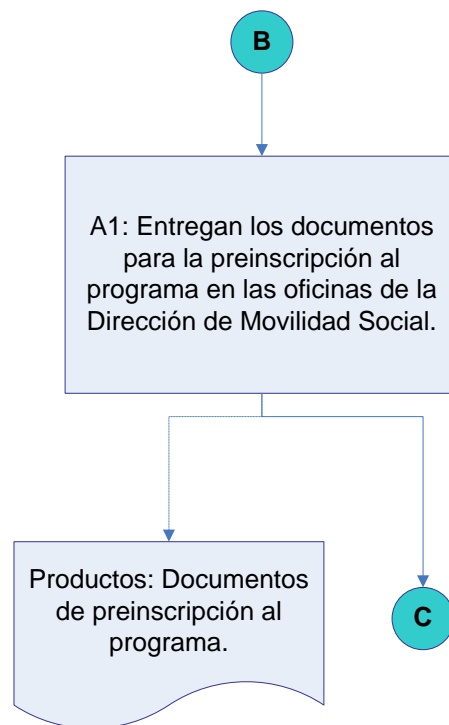 B
A1: Entregan los documentos
para la preinscripción al
programa en las oficinas de la
Dirección de Movilidad Social.
Productos: Documentos
de preinscripción al
programa.
C